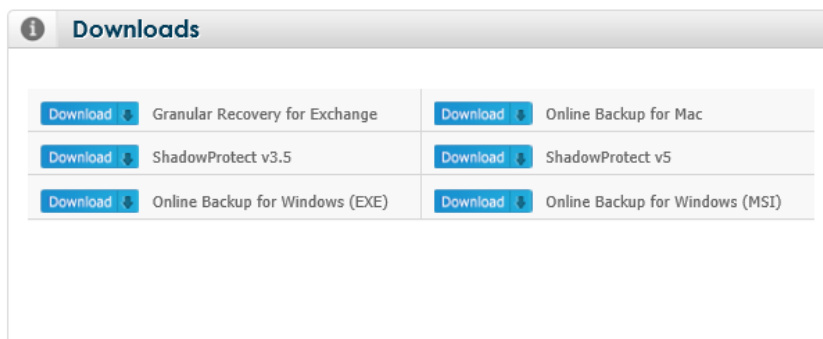 Downloads
Download Granular Recovery for Exchange
Download Online Backup for Mac
Download ShadowProtect v3.5
Download ShadowProtect v5
Download Online Backup for Windows (EXE)
Download Online Backup for Windows (MSI)